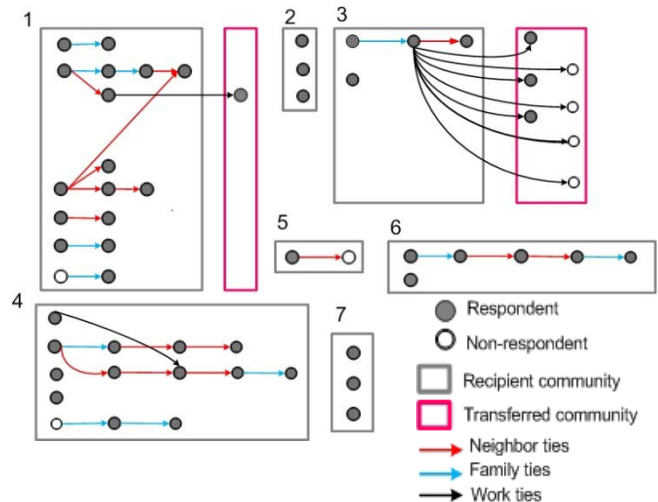 1
2
3
5
6
4
7
Respondent
Non-respondent
Recipient community
Transferred community
Neighbor ties
Family ties
Work ties